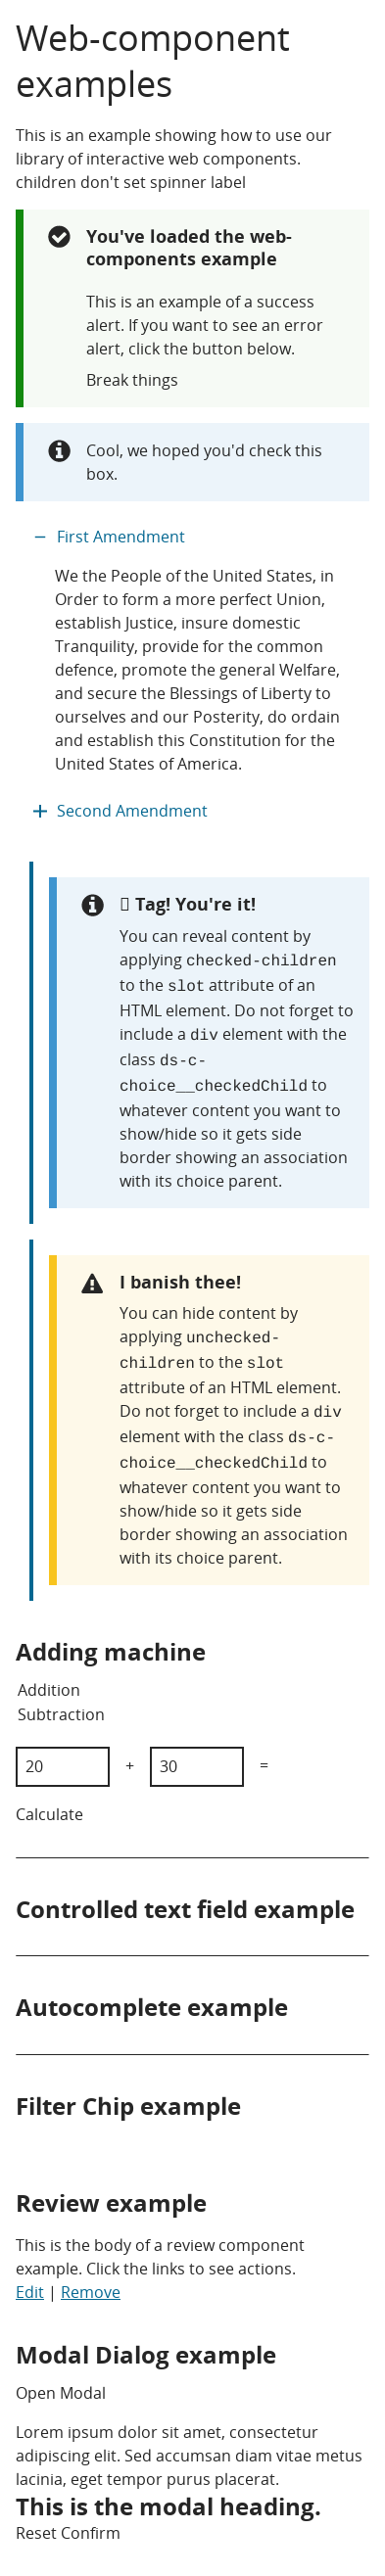 Web-component
examples
This is an example showing how to use our
library of interactive web components.
children don't set spinner label
You've loaded the web-
components example
This is an example of a success
alert. If you want to see an error
alert, click the button below.
Break things
Cool, we hoped you'd check this
box.
First Amendment
We the People of the United States, in
Order to form a more perfect Union,
establish Justice, insure domestic
Tranquility, provide for the common
defence, promote the general Welfare,
and secure the Blessings of Liberty to
ourselves and our Posterity, do ordain
and establish this Constitution for the
United States of America.
Second Amendment
Tag! You're it!
You can reveal content by
applying checked-children
to the slot attribute of an
HTML element. Do not forget to
include a div element with the
class ds-c-
choice__checkedChild to
whatever content you want to
show/hide so it gets side
border showing an association
with its choice parent.
I banish thee!
You can hide content by
applying unchecked-
children to the slot
attribute of an HTML element.
Do not forget to include a div
element with the class ds-c-
choice__checkedChild to
whatever content you want to
show/hide so it gets side
border showing an association
with its choice parent.
Adding machine
Addition
Subtraction
20 + 30 =
Calculate
Controlled text field example
Autocomplete example
Filter Chip example
Review example
This is the body of a review component
example. Click the links to see actions.
Edit | Remove
Modal Dialog example
Open Modal
Lorem ipsum dolor sit amet, consectetur
adipiscing elit. Sed accumsan diam vitae metus
lacinia, eget tempor purus placerat.
This is the modal heading.
Reset Confirm